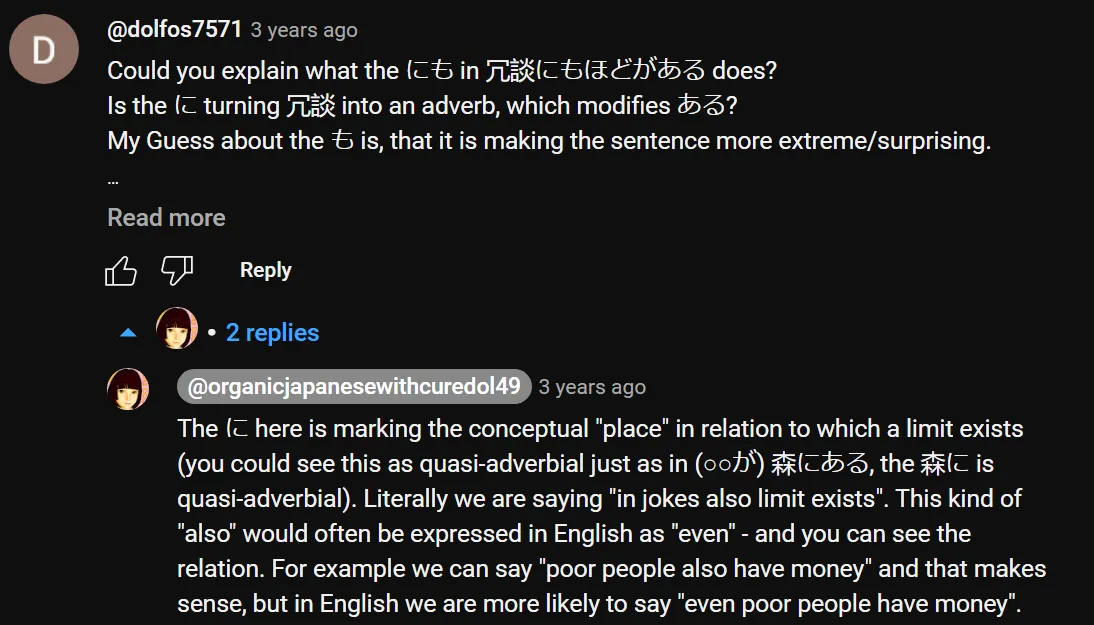 D
@dolfos7571 3 years ago
Could you explain what the にも in 冗談にもほどがある does?
Is the に turning 冗談 into an adverb, which modifies ある?
My Guess about the も is, that it is making the sentence more extreme/surprising.
...
Read more
Reply
• 2 replies
@organicjapanesewithcuredol49 3 years ago
The に here is marking the conceptual "place" in relation to which a limit exists
(you could see this as quasi-adverbial just as in (○○が) 森にある, the 森に is
quasi-adverbial). Literally we are saying "in jokes also limit exists". This kind of
"also" would often be expressed in English as "even" - and you can see the
relation. For example we can say "poor people also have money" and that makes
sense, but in English we are more likely to say "even poor people have money".